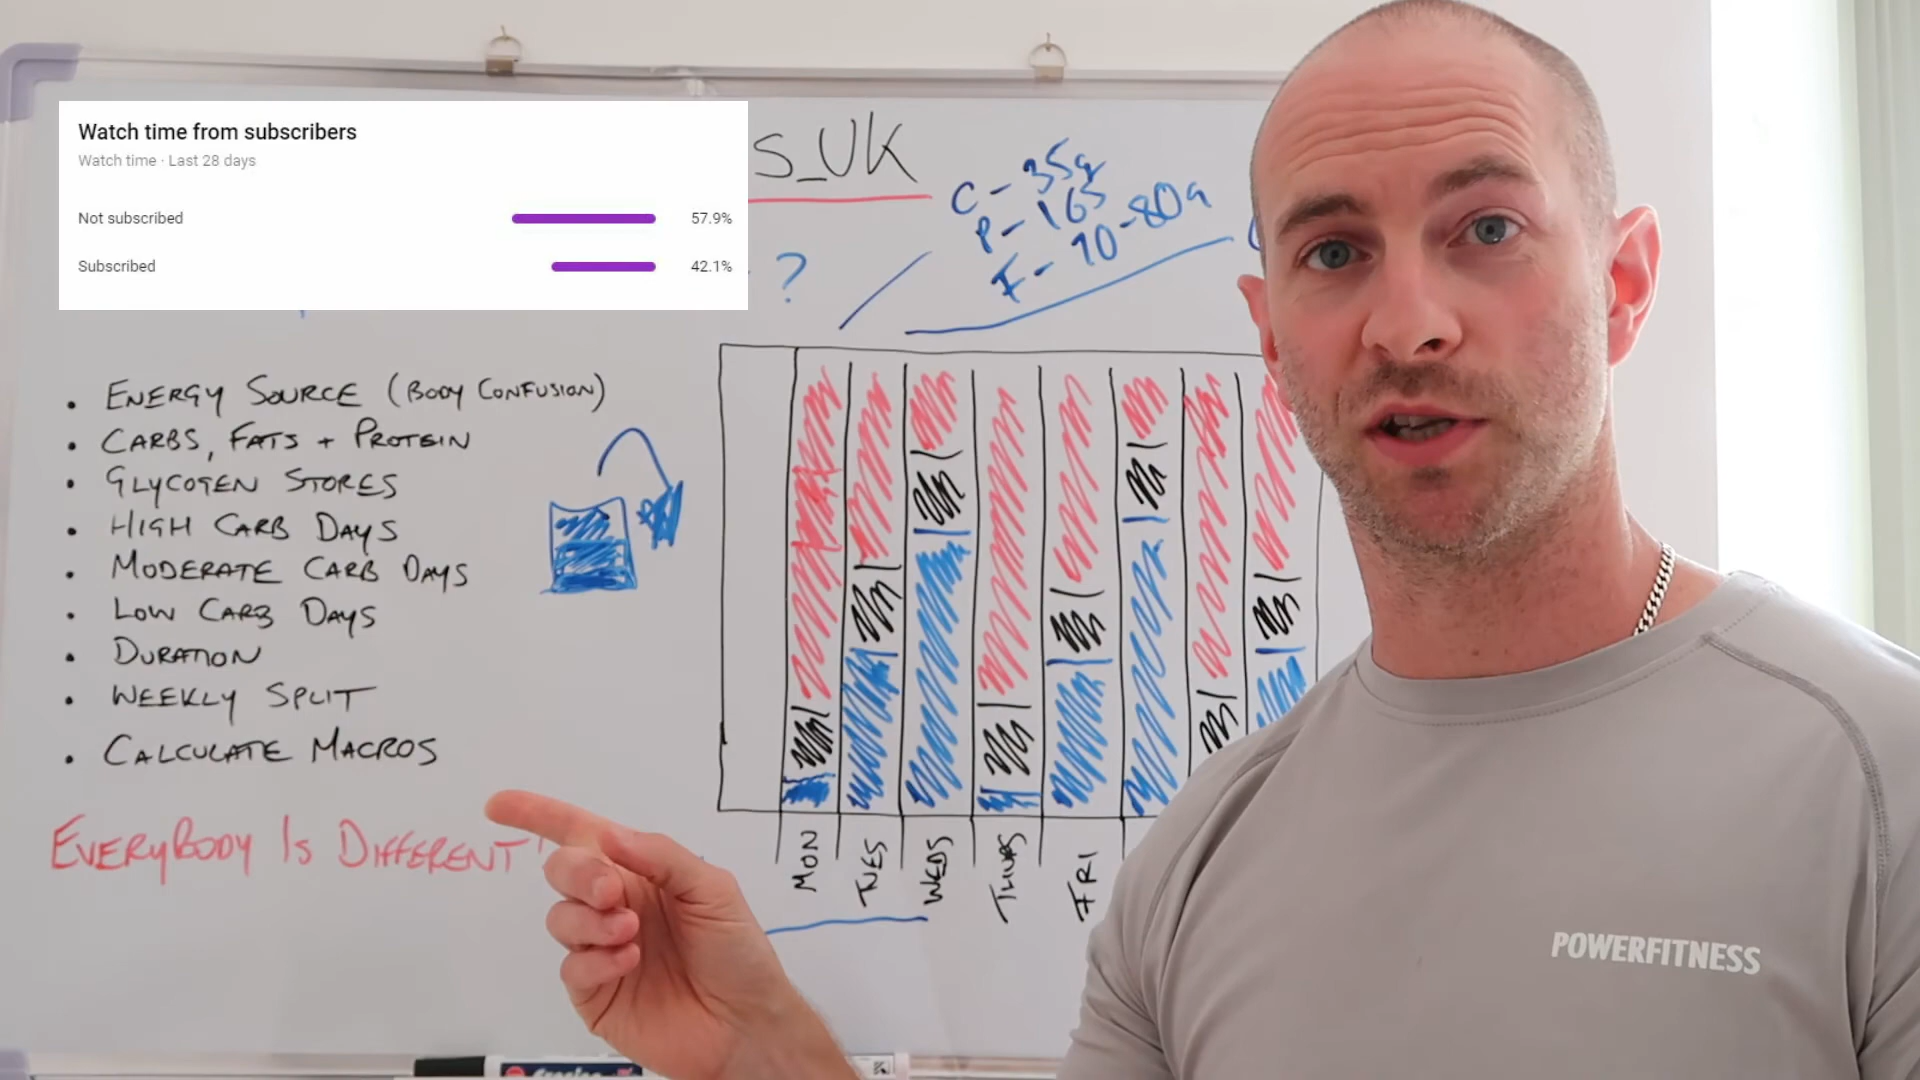 Watch time from subscribers
Watch time · Last 28 days
Not subscribed 57.9%
Subscribed 42.1%
S_UK
?
C - 35g
P - 165
F - 70-80g
• ENERGY SOURCE (BODY CONFUSION)
• CARBS, FATS + PROTEIN
• GLYCOGEN STORES
• HIGH CARB DAYS
• MODERATE CARB DAYS
• LOW CARB DAYS
• DURATION
• WEEKLY SPLIT
• CALCULATE MACROS
EVERYBODY IS DIFFERENT
MON
TUES
WEDS
THURS
FRI
POWERFITNESS